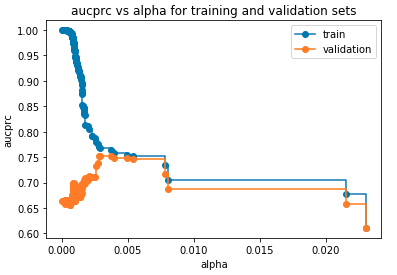 aucprc vs alpha for training and validation sets
train
validation
aucprc
1.00
0.95
0.90
0.85
0.80
0.75
0.70
0.65
0.60
0.000
0.005
0.010
0.015
0.020
alpha